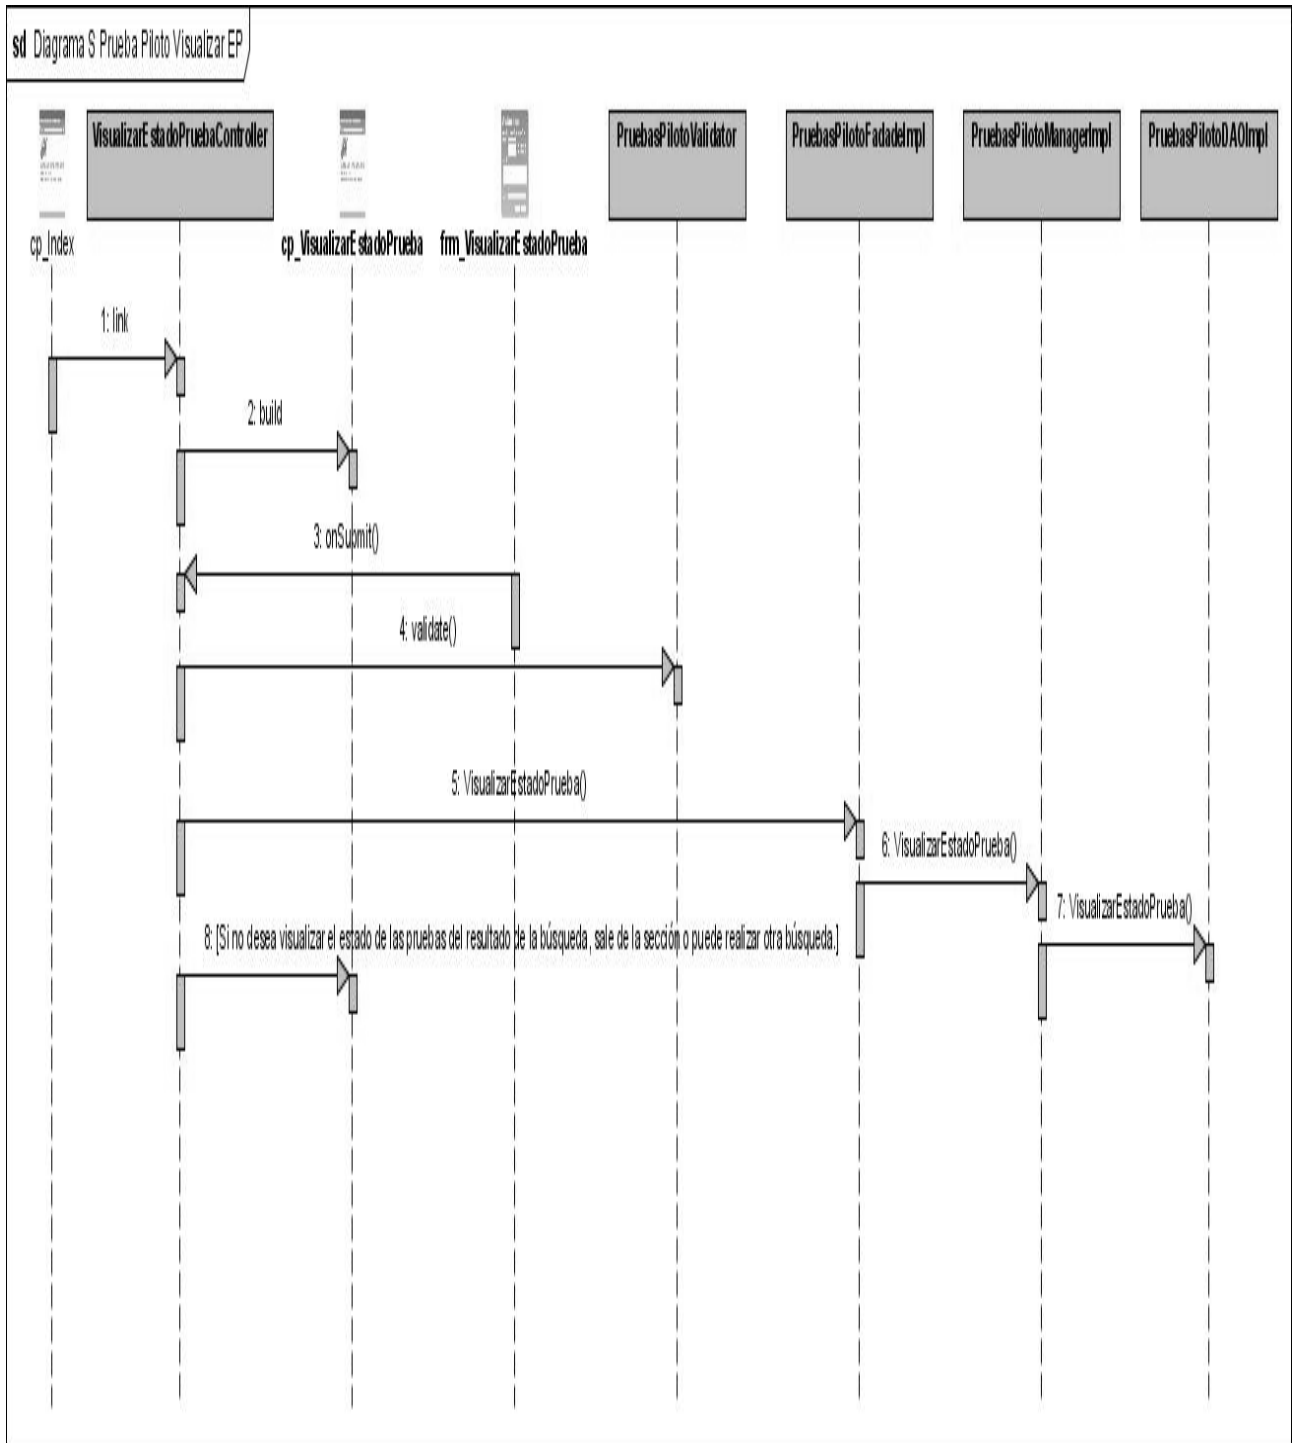 sd Diagrama S Prueba Piloto Visualizar EP
VisualizarEstadoPruebaController
PruebasPilotoValidator
PruebasPilotoFadadeImpl
PruebasPilotoManagerImpl
PruebasPilotoDAOImpl
cp_Index
cp_VisualizarEstadoPrueba
frm_VisualizarEstadoPrueba
1: link
2: build
3: onSubmit()
4: validate()
5: VisualizarEstadoPrueba()
6: VisualizarEstadoPrueba()
7: VisualizarEstadoPrueba()
8: [Si no desea visualizar el estado de las pruebas del resultado de la búsqueda, sale de la sección o puede realizar otra búsqueda.]